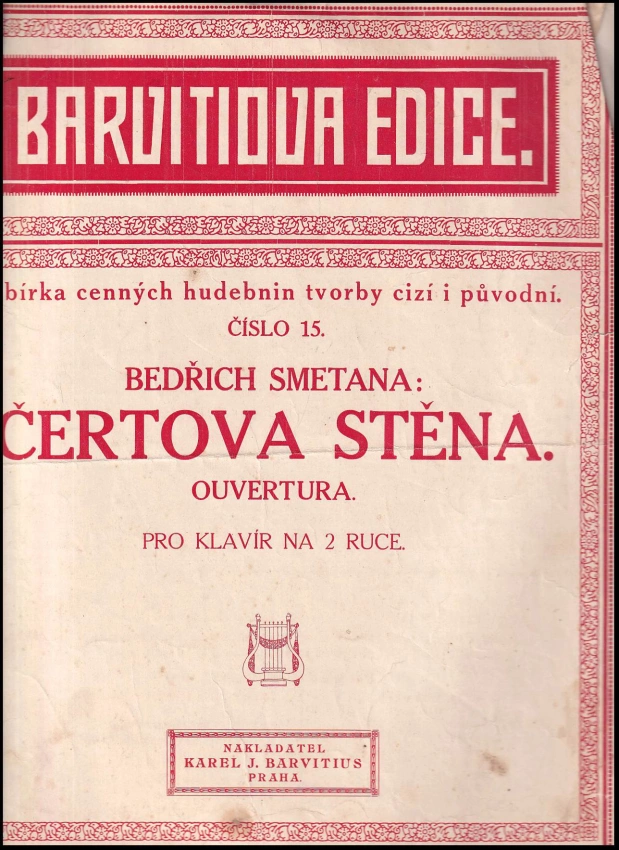 BARVITIOVA EDICE.
bírka cenných hudebnin tvorby cizí i původní.
ČÍSLO 15.
BEDŘICH SMETANA:
ČERTOVA STĚNA.
OUVERTURA.
PRO KLAVÍR NA 2 RUCE.
NAKLADATEL
KAREL J. BARVITIUS
PRAHA.